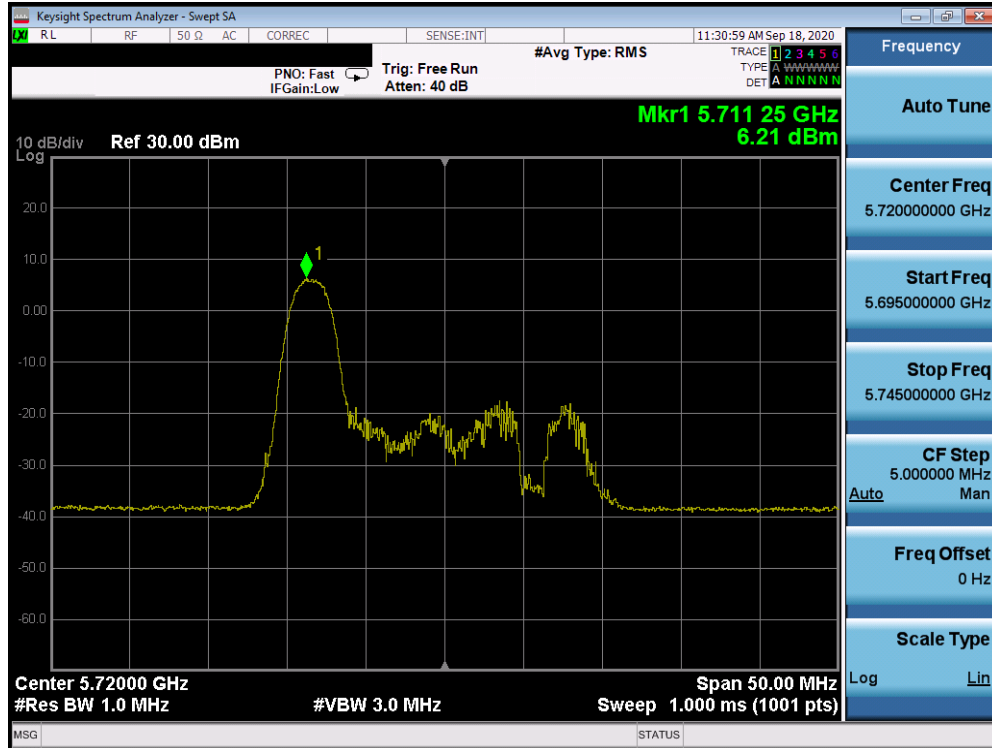 Keysight Spectrum Analyzer - Swept SA
LXI RL RF 50 Ω AC CORREC SENSE:INT 11:30:59 AM Sep 18, 2020
#Avg Type: RMS
TRACE 1 2 3 4 5 6
PNO: Fast Trig: Free Run TYPE A WWWWW
IFGain:Low Atten: 40 dB DET A N N N N N
Mkr1 5.711 25 GHz
6.21 dBm
10 dB/div Ref 30.00 dBm
Log
1
20.0
10.0
0.00
-10.0
-20.0
-30.0
-40.0
-50.0
-60.0
Center 5.72000 GHz Span 50.00 MHz
#Res BW 1.0 MHz #VBW 3.0 MHz Sweep 1.000 ms (1001 pts)
MSG STATUS
Frequency
Auto Tune
Center Freq
5.720000000 GHz
Start Freq
5.695000000 GHz
Stop Freq
5.745000000 GHz
CF Step
5.000000 MHz
Auto Man
Freq Offset
0 Hz
Scale Type
Log Lin